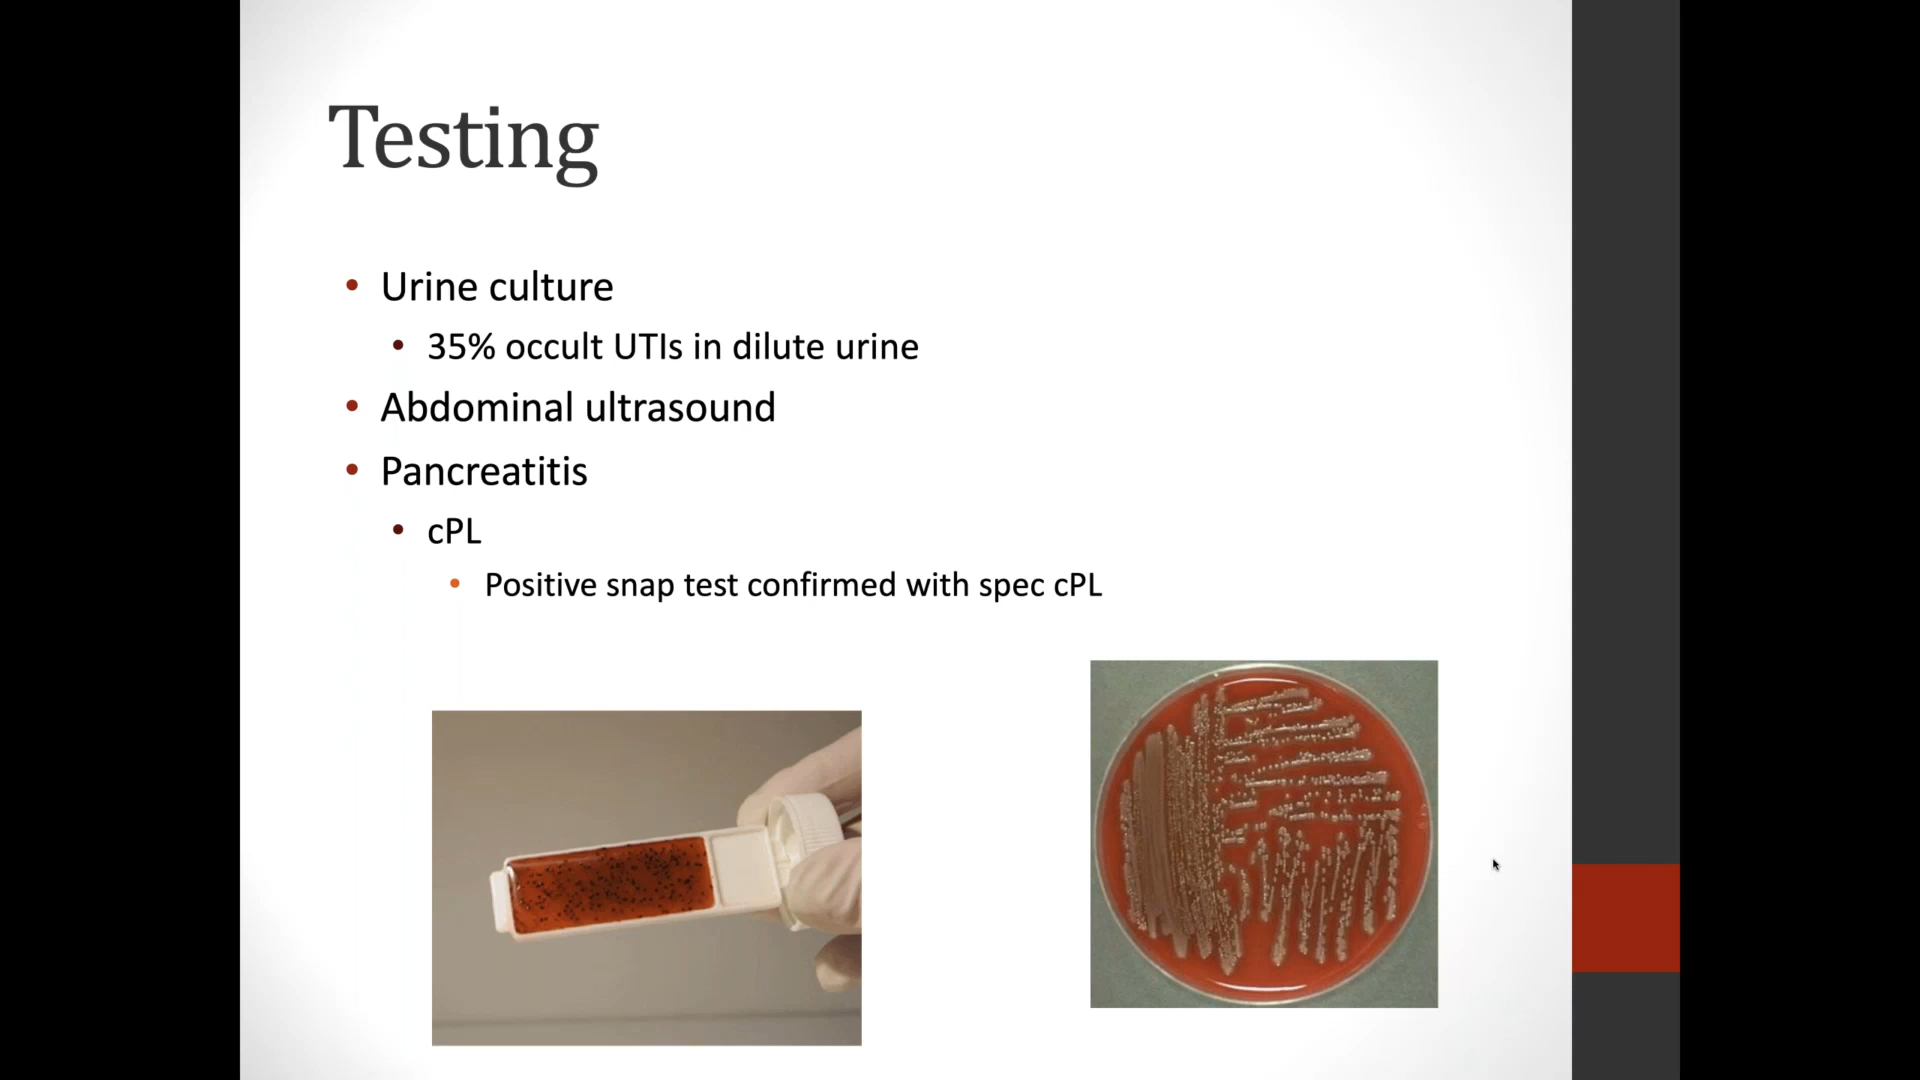 Testing
• Urine culture
• 35% occult UTIs in dilute urine
• Abdominal ultrasound
• Pancreatitis
• cPL
• Positive snap test confirmed with spec cPL